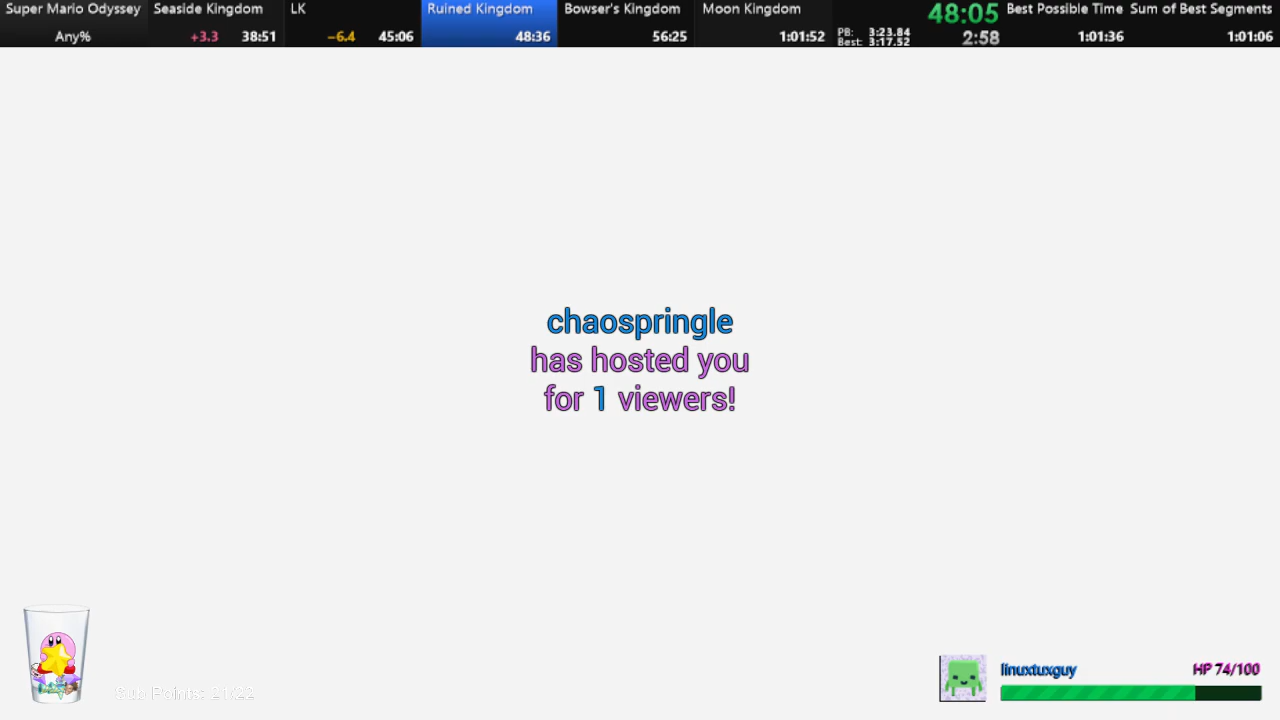 Super Mario Odyssey
Any%
Seaside Kingdom
+3.3 38:51
LK
-6.4 45:06
Ruined Kingdom
48:36
Bowser's Kingdom
56:25
Moon Kingdom
1:01:52
48:05
PB: 3:23.84
Best: 3:17.52
2:58
Best Possible Time
1:01:36
Sum of Best Segments
1:01:06
chaospringle
has hosted you
for 1 viewers!
Sub Points:
linuxtuxguy
HP 74/100